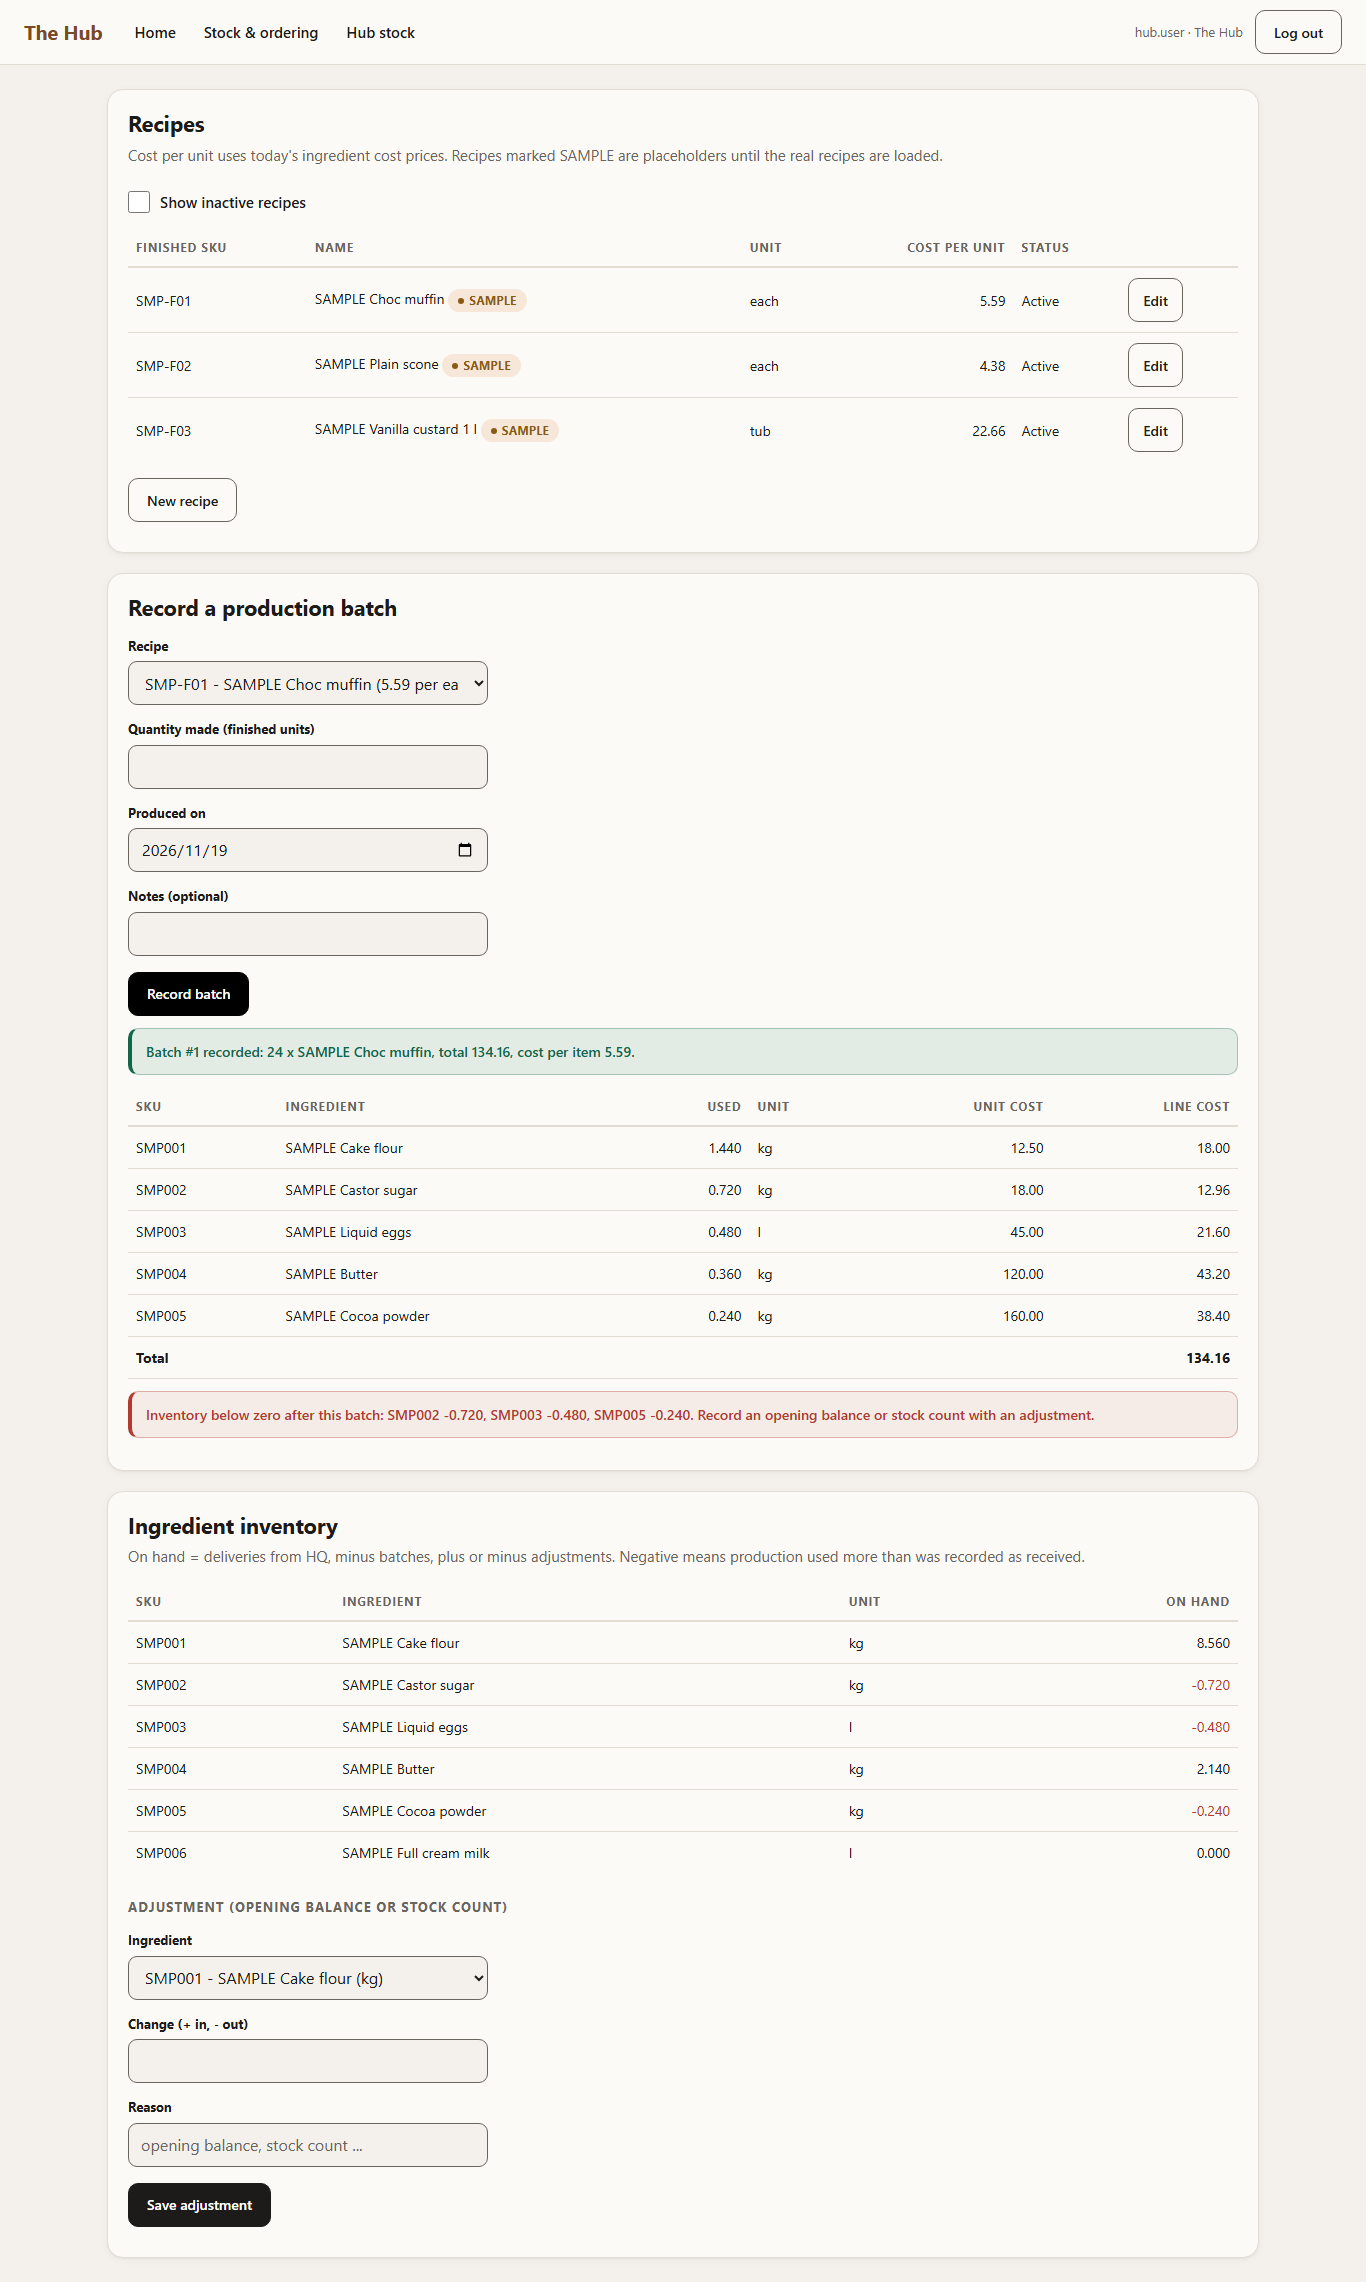 The Hub Home Stock & ordering Hub stock hub.user · The Hub Log out
Recipes
Cost per unit uses today's ingredient cost prices. Recipes marked SAMPLE are placeholders until the real recipes are loaded.
Show inactive recipes
FINISHED SKU NAME UNIT COST PER UNIT STATUS
SMP-F01 SAMPLE Choc muffin • SAMPLE each 5.59 Active Edit
SMP-F02 SAMPLE Plain scone • SAMPLE each 4.38 Active Edit
SMP-F03 SAMPLE Vanilla custard 1 l • SAMPLE tub 22.66 Active Edit
New recipe
Record a production batch
Recipe
SMP-F01 - SAMPLE Choc muffin (5.59 per ea
Quantity made (finished units)
Produced on
2026/11/19
Notes (optional)
Record batch
Batch #1 recorded: 24 x SAMPLE Choc muffin, total 134.16, cost per item 5.59.
SKU INGREDIENT USED UNIT UNIT COST LINE COST
SMP001 SAMPLE Cake flour 1.440 kg 12.50 18.00
SMP002 SAMPLE Castor sugar 0.720 kg 18.00 12.96
SMP003 SAMPLE Liquid eggs 0.480 l 45.00 21.60
SMP004 SAMPLE Butter 0.360 kg 120.00 43.20
SMP005 SAMPLE Cocoa powder 0.240 kg 160.00 38.40
Total 134.16
Inventory below zero after this batch: SMP002 -0.720, SMP003 -0.480, SMP005 -0.240. Record an opening balance or stock count with an adjustment.
Ingredient inventory
On hand = deliveries from HQ, minus batches, plus or minus adjustments. Negative means production used more than was recorded as received.
SKU INGREDIENT UNIT ON HAND
SMP001 SAMPLE Cake flour kg 8.560
SMP002 SAMPLE Castor sugar kg -0.720
SMP003 SAMPLE Liquid eggs l -0.480
SMP004 SAMPLE Butter kg 2.140
SMP005 SAMPLE Cocoa powder kg -0.240
SMP006 SAMPLE Full cream milk l 0.000
ADJUSTMENT (OPENING BALANCE OR STOCK COUNT)
Ingredient
SMP001 - SAMPLE Cake flour (kg)
Change (+ in, - out)
Reason
opening balance, stock count ...
Save adjustment